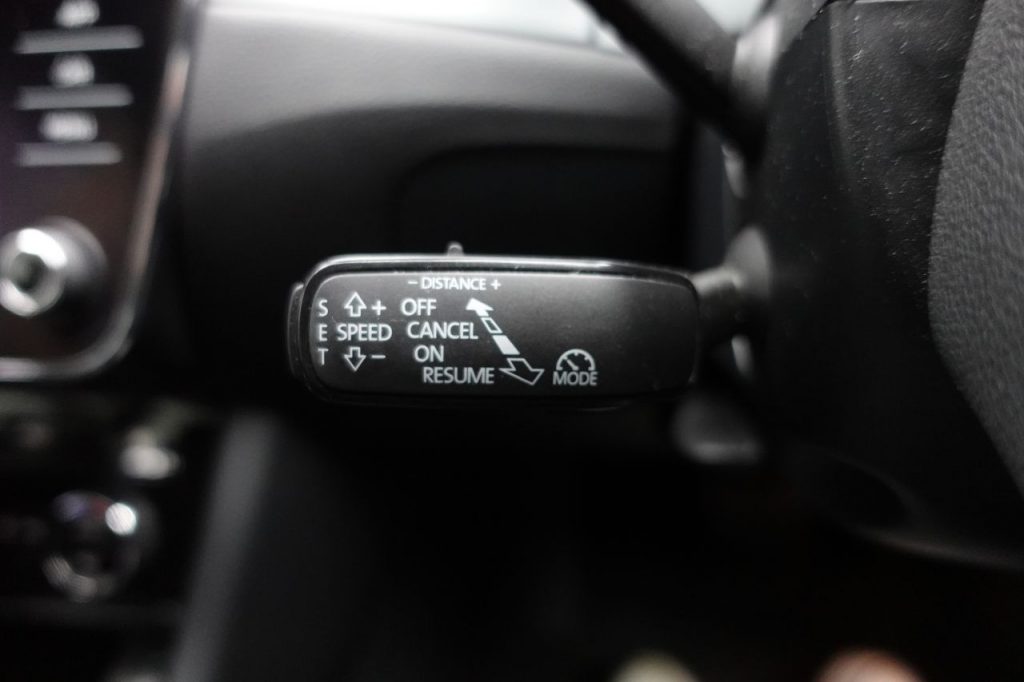 - DISTANCE +
S + OFF
E SPEED CANCEL
T - ON
RESUME MODE